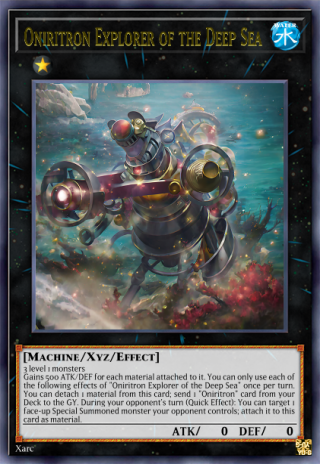 Oniritron Explorer of the Deep Sea
WATER
水
[Machine/Xyz/Effect]
3 level 1 monsters
Gains 500 ATK/DEF for each material attached to it. You can only use each of
the following effects of "Oniritron Explorer of the Deep Sea" once per turn.
You can detach 1 material from this card; send 1 "Oniritron" card from your
Deck to the GY. During your opponent's turn (Quick Effect): You can target 1
face-up Special Summoned monster your opponent controls; attach it to this
card as material.
ATK/ 0 DEF/ 0
Xarc